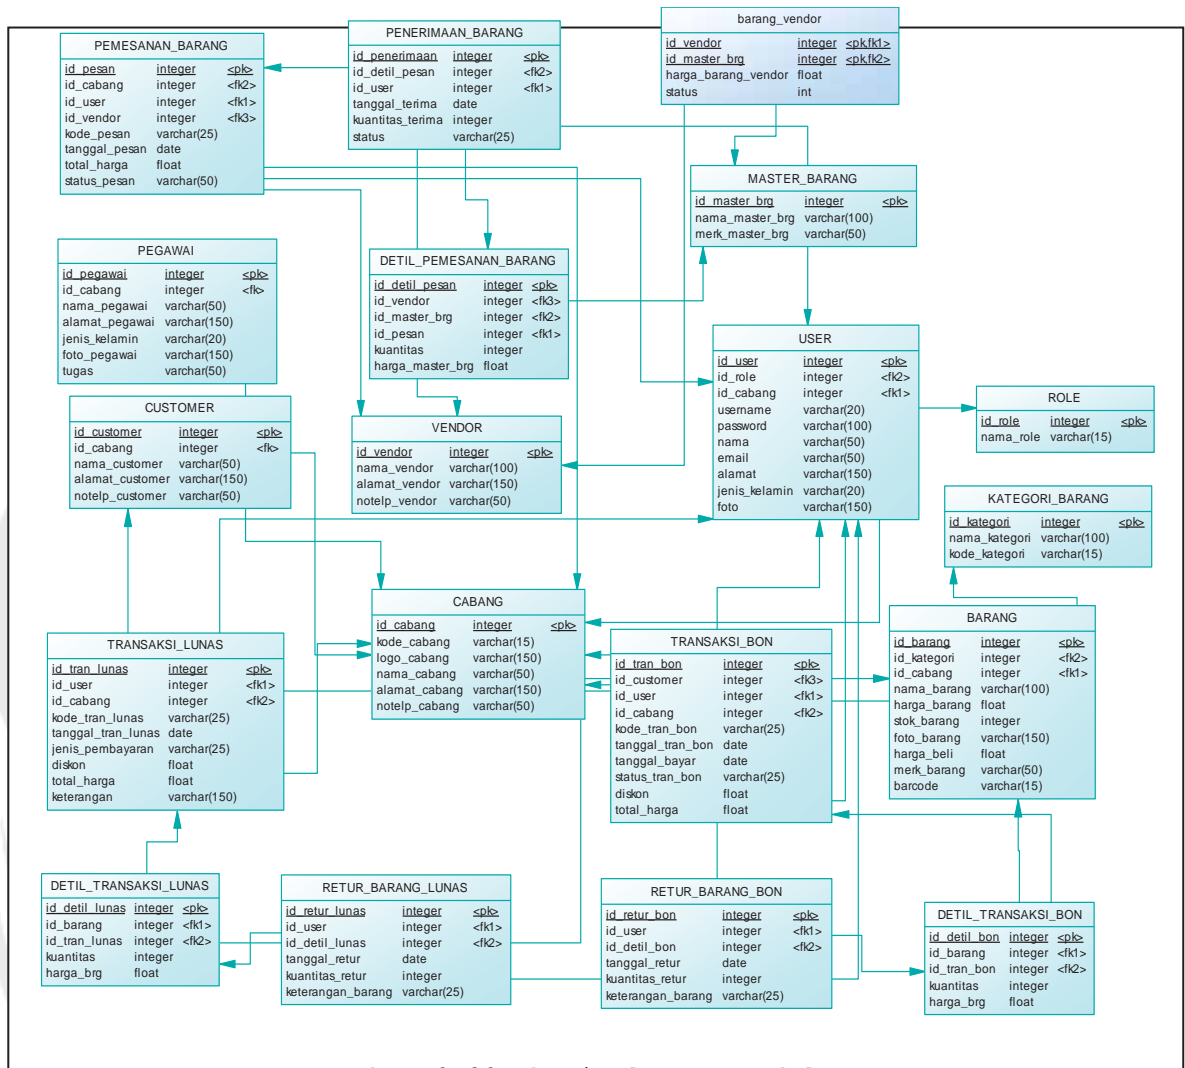 PEMESANAN_BARANG
id_pesan integer <pk>
id_cabang integer <fk2>
id_user integer <fk1>
id_vendor integer <fk3>
kode_pesan varchar(25)
tanggal_pesan date
total_harga float
status_pesan varchar(50)
PENERIMAAN_BARANG
id_penerimaan integer <pk>
id_detil_pesan integer <fk2>
id_user integer <fk1>
tanggal_terima date
kuantitas_terima integer
status varchar(25)
barang_vendor
id_vendor integer <pk,fk1>
id_master_brg integer <pk,fk2>
harga_barang_vendor float
status int
MASTER_BARANG
id_master_brg integer <pk>
nama_master_brg varchar(100)
merk_master_brg varchar(50)
PEGAWAI
id_pegawai integer <pk>
id_cabang integer <fk>
nama_pegawai varchar(50)
alamat_pegawai varchar(150)
jenis_kelamin varchar(20)
foto_pegawai varchar(150)
tugas varchar(50)
DETIL_PEMESANAN_BARANG
id_detil_pesan integer <pk>
id_vendor integer <fk3>
id_master_brg integer <fk2>
id_pesan integer <fk1>
kuantitas integer
harga_master_brg float
USER
id_user integer <pk>
id_role integer <fk2>
id_cabang integer <fk1>
username varchar(20)
password varchar(100)
nama varchar(50)
email varchar(50)
alamat varchar(150)
jenis_kelamin varchar(20)
foto varchar(150)
ROLE
id_role integer <pk>
nama_role varchar(15)
CUSTOMER
id_customer integer <pk>
id_cabang integer <fk>
nama_customer varchar(50)
alamat_customer varchar(150)
notelp_customer varchar(50)
VENDOR
id_vendor integer <pk>
nama_vendor varchar(100)
alamat_vendor varchar(150)
notelp_vendor varchar(50)
KATEGORI_BARANG
id_kategori integer <pk>
nama_kategori varchar(100)
kode_kategori varchar(15)
CABANG
id_cabang integer <pk>
kode_cabang varchar(15)
logo_cabang varchar(150)
nama_cabang varchar(50)
alamat_cabang varchar(150)
notelp_cabang varchar(50)
TRANSAKSI_LUNAS
id_tran_lunas integer <pk>
id_user integer <fk1>
id_cabang integer <fk2>
kode_tran_lunas varchar(25)
tanggal_tran_lunas date
jenis_pembayaran varchar(25)
diskon float
total_harga float
keterangan varchar(150)
TRANSAKSI_BON
id_tran_bon integer <pk>
id_customer integer <fk3>
id_user integer <fk1>
id_cabang integer <fk2>
kode_tran_bon varchar(25)
tanggal_tran_bon date
tanggal_bayar date
status_tran_bon varchar(25)
diskon float
total_harga float
BARANG
id_barang integer <pk>
id_kategori integer <fk2>
id_cabang integer <fk1>
nama_barang varchar(100)
harga_barang float
stok_barang integer
foto_barang varchar(150)
harga_beli float
merk_barang varchar(50)
barcode varchar(15)
DETIL_TRANSAKSI_LUNAS
id_detil_lunas integer <pk>
id_barang integer <fk1>
id_tran_lunas integer <fk2>
kuantitas integer
harga_brg float
RETUR_BARANG_LUNAS
id_retur_lunas integer <pk>
id_user integer <fk1>
id_detil_lunas integer <fk2>
tanggal_retur date
kuantitas_retur integer
keterangan_barang varchar(25)
RETUR_BARANG_BON
id_retur_bon integer <pk>
id_user integer <fk1>
id_detil_bon integer <fk2>
tanggal_retur date
kuantitas_retur integer
keterangan_barang varchar(25)
DETIL_TRANSAKSI_BON
id_detil_bon integer <pk>
id_barang integer <fk1>
id_tran_bon integer <fk2>
kuantitas integer
harga_brg float